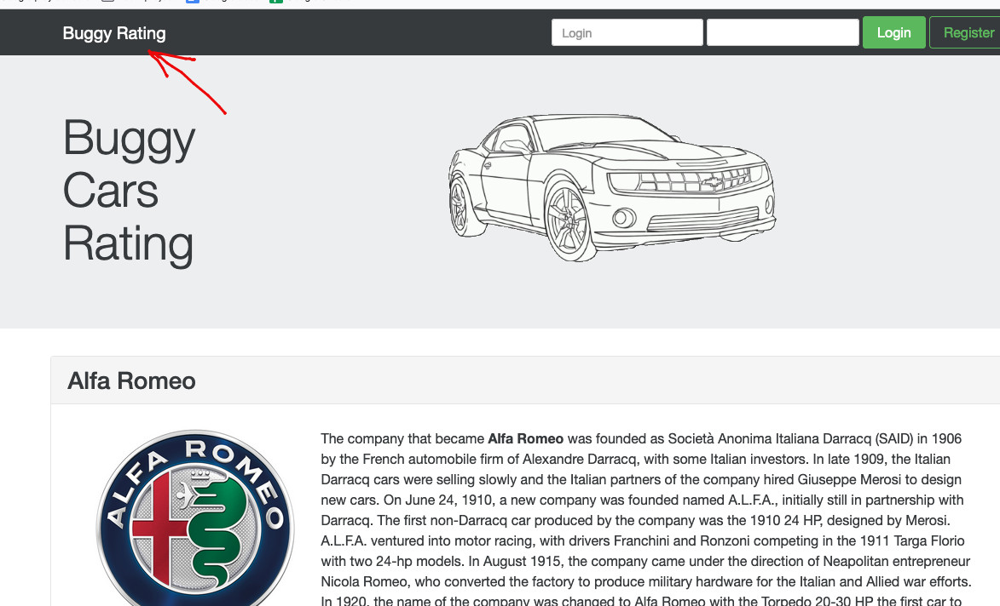 Buggy Rating
Login
Login
Register
Buggy
Cars
Rating
Alfa Romeo
ALFA ROMEO
The company that became Alfa Romeo was founded as Società Anonima Italiana Darracq (SAID) in 1906
by the French automobile firm of Alexandre Darracq, with some Italian investors. In late 1909, the Italian
Darracq cars were selling slowly and the Italian partners of the company hired Giuseppe Merosi to design
new cars. On June 24, 1910, a new company was founded named A.L.F.A., initially still in partnership with
Darracq. The first non-Darracq car produced by the company was the 1910 24 HP, designed by Merosi.
A.L.F.A. ventured into motor racing, with drivers Franchini and Ronzoni competing in the 1911 Targa Florio
with two 24-hp models. In August 1915, the company came under the direction of Neapolitan entrepreneur
Nicola Romeo, who converted the factory to produce military hardware for the Italian and Allied war efforts.
In 1920, the name of the company was changed to Alfa Romeo with the Torpedo 20-30 HP the first car to